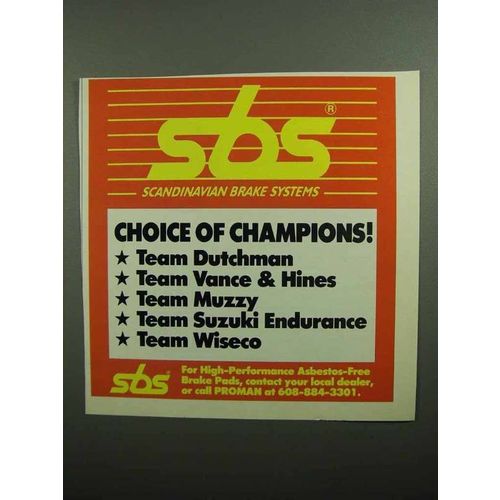 sbs ®
SCANDINAVIAN BRAKE SYSTEMS
CHOICE OF CHAMPIONS!
★ Team Dutchman
★ Team Vance & Hines
★ Team Muzzy
★ Team Suzuki Endurance
★ Team Wiseco
sbs®
For High-Performance Asbestos-Free
Brake Pads, contact your local dealer,
or call PROMAN at 608-884-3301.